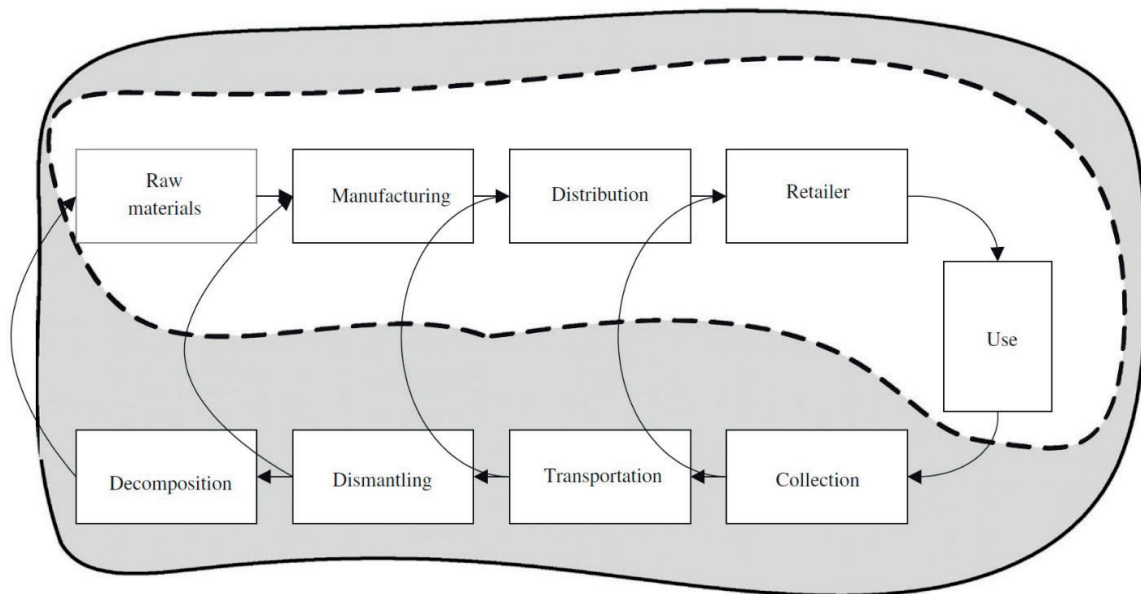 Raw
materials
Manufacturing
Distribution
Retailer
Use
Decomposition
Dismantling
Transportation
Collection